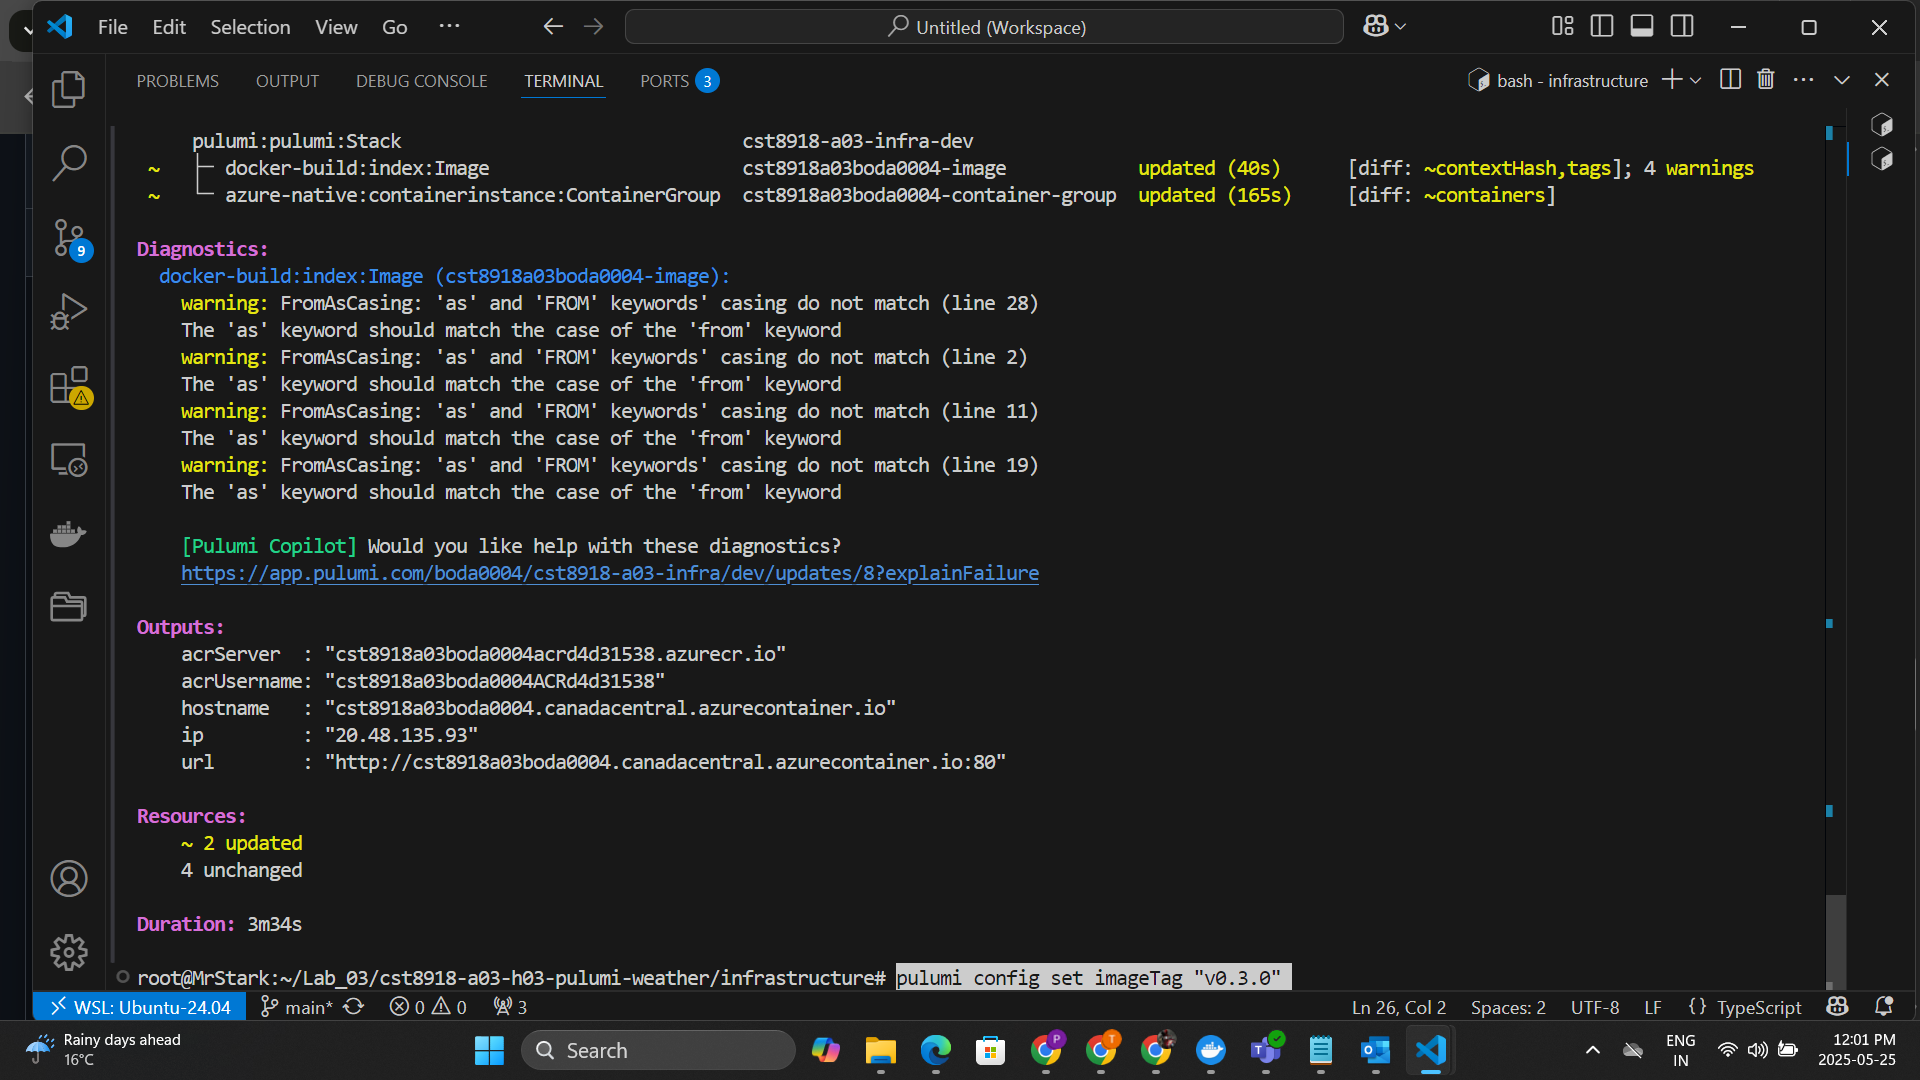 File Edit Selection View Go ···
Untitled (Workspace)
PROBLEMS OUTPUT DEBUG CONSOLE TERMINAL PORTS 3
bash - infrastructure
pulumi:pulumi:Stack cst8918-a03-infra-dev
~ ├─ docker-build:index:Image cst8918a03boda0004-image updated (40s) [diff: ~contextHash,tags]; 4 warnings
~ └─ azure-native:containerinstance:ContainerGroup cst8918a03boda0004-container-group updated (165s) [diff: ~containers]
Diagnostics:
docker-build:index:Image (cst8918a03boda0004-image):
warning: FromAsCasing: 'as' and 'FROM' keywords' casing do not match (line 28)
The 'as' keyword should match the case of the 'from' keyword
warning: FromAsCasing: 'as' and 'FROM' keywords' casing do not match (line 2)
The 'as' keyword should match the case of the 'from' keyword
warning: FromAsCasing: 'as' and 'FROM' keywords' casing do not match (line 11)
The 'as' keyword should match the case of the 'from' keyword
warning: FromAsCasing: 'as' and 'FROM' keywords' casing do not match (line 19)
The 'as' keyword should match the case of the 'from' keyword
[Pulumi Copilot] Would you like help with these diagnostics?
https://app.pulumi.com/boda0004/cst8918-a03-infra/dev/updates/8?explainFailure
Outputs:
acrServer : "cst8918a03boda0004acrd4d31538.azurecr.io"
acrUsername: "cst8918a03boda0004ACRd4d31538"
hostname : "cst8918a03boda0004.canadacentral.azurecontainer.io"
ip : "20.48.135.93"
url : "http://cst8918a03boda0004.canadacentral.azurecontainer.io:80"
Resources:
~ 2 updated
4 unchanged
Duration: 3m34s
root@MrStark:~/Lab_03/cst8918-a03-h03-pulumi-weather/infrastructure# pulumi config set imageTag "v0.3.0"
9
WSL: Ubuntu-24.04 main* 0 0 3 Ln 26, Col 2 Spaces: 2 UTF-8 LF {} TypeScript
Rainy days ahead
16°C
Search
P
T
ENG
IN
12:01 PM
2025-05-25